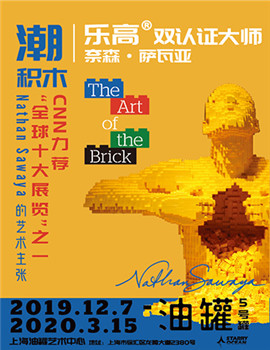 潮
积木
乐高®双认证大师
奈森·萨瓦亚
CNN力荐
“全球十大展览”之一
Nathan Sawaya 的艺术主张
The
Art
of
the
Brick
Nathan Sawaya
2019.12.7
2020.3.15
油罐
5号罐
上海油罐艺术中心 地址:上海市徐汇区龙腾大道2380号
STARRY
OCEAN